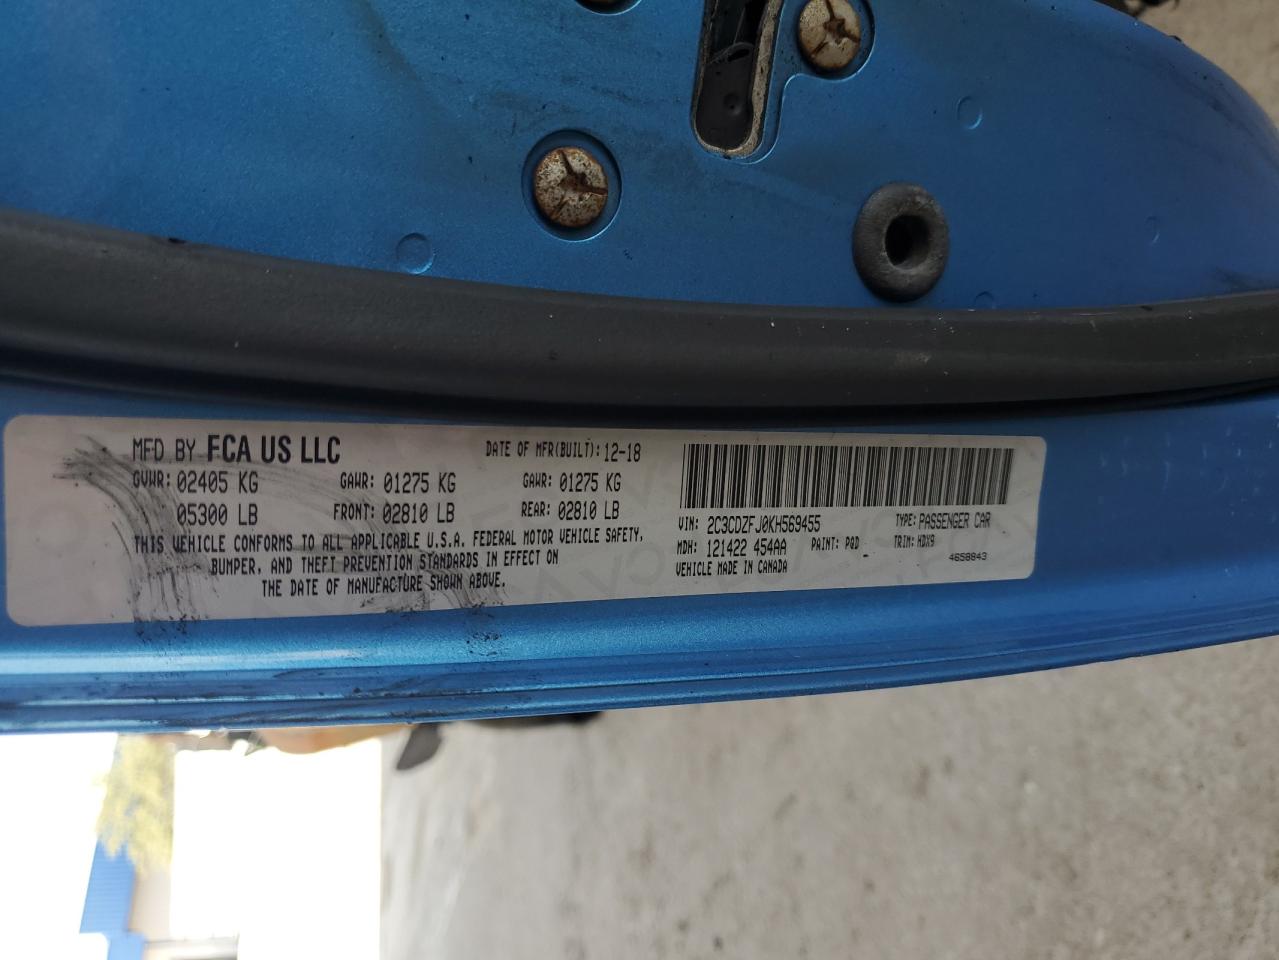 MFD BY FCA US LLC DATE OF MFR(BUILT): 12-18
GVWR: 02405 KG GAWR: 01275 KG GAWR: 01275 KG
05300 LB FRONT: 02810 LB REAR: 02810 LB
THIS VEHICLE CONFORMS TO ALL APPLICABLE U.S.A. FEDERAL MOTOR VEHICLE SAFETY,
BUMPER, AND THEFT PREVENTION STANDARDS IN EFFECT ON
THE DATE OF MANUFACTURE SHOWN ABOVE.
VIN: 2C3CDZFJ0KH569455 TYPE: PASSENGER CAR
MDH: 121422 454AA PAINT: PQD TRIM: HDX9
VEHICLE MADE IN CANADA 4658843